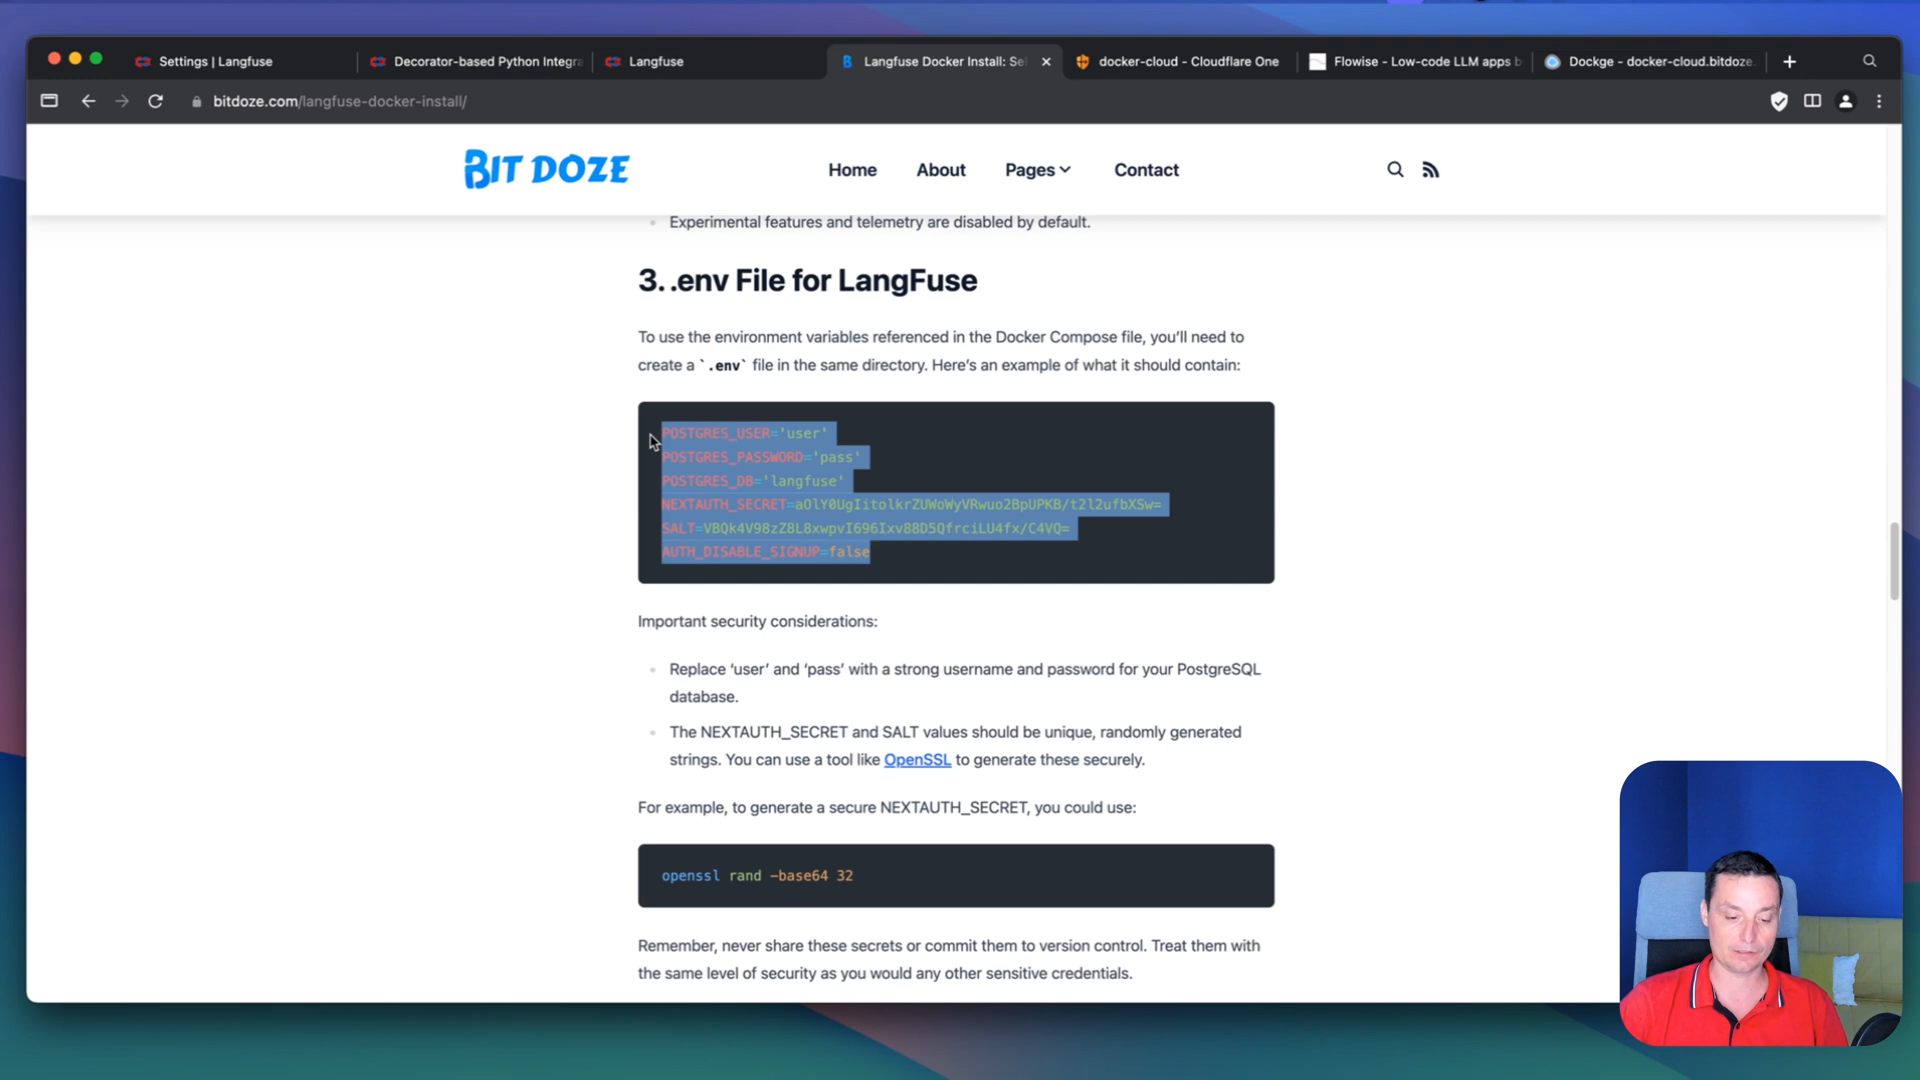 Settings | Langfuse
Decorator-based Python Integra
Langfuse
Langfuse Docker Install: Sel
docker-cloud - Cloudflare One
Flowise - Low-code LLM apps b
Dockge - docker-cloud.bitdoze.
bitdoze.com/langfuse-docker-install/
BIT DOZE
Home
About
Pages
Contact
Experimental features and telemetry are disabled by default.
3. .env File for LangFuse
To use the environment variables referenced in the Docker Compose file, you’ll need to
create a `.env` file in the same directory. Here’s an example of what it should contain:
POSTGRES_USER='user'
POSTGRES_PASSWORD='pass'
POSTGRES_DB='langfuse'
NEXTAUTH_SECRET=aOlY0UgIitolkrZUWoWyVRwuo2BpUPKB/t2l2ufbXSw=
SALT=VBQk4V98zZ8L8xwpvI696Ixv88D5QfrciLU4fx/C4VQ=
AUTH_DISABLE_SIGNUP=false
Important security considerations:
Replace ‘user’ and ‘pass’ with a strong username and password for your PostgreSQL
database.
The NEXTAUTH_SECRET and SALT values should be unique, randomly generated
strings. You can use a tool like OpenSSL to generate these securely.
For example, to generate a secure NEXTAUTH_SECRET, you could use:
openssl rand -base64 32
Remember, never share these secrets or commit them to version control. Treat them with
the same level of security as you would any other sensitive credentials.